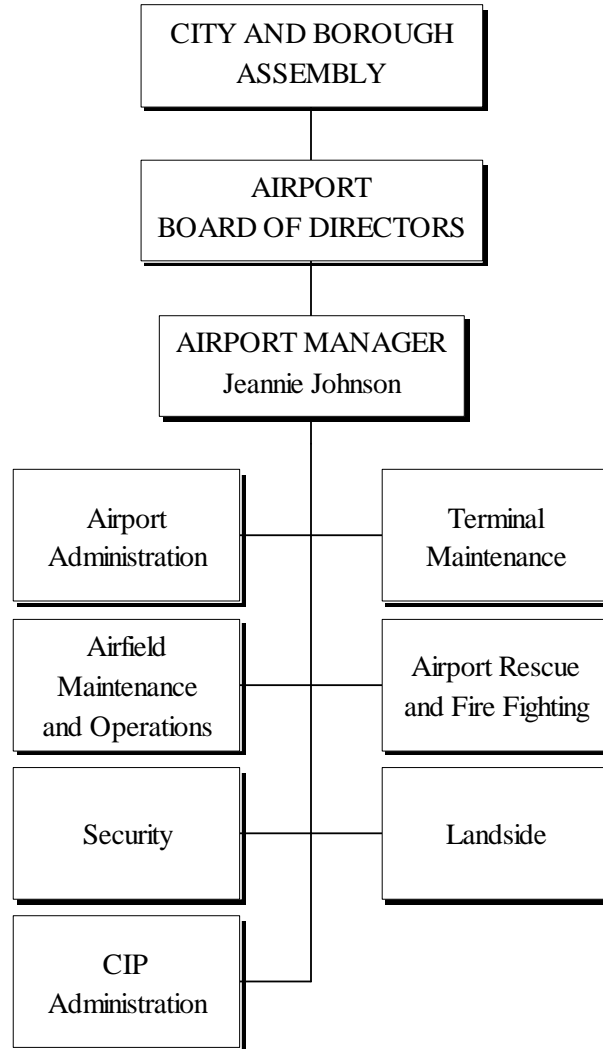 CITY AND BOROUGH
ASSEMBLY
AIRPORT
BOARD OF DIRECTORS
AIRPORT MANAGER
Jeannie Johnson
Airport
Administration
Terminal
Maintenance
Airfield
Maintenance
and Operations
Airport Rescue
and Fire Fighting
Security
Landside
CIP
Administration